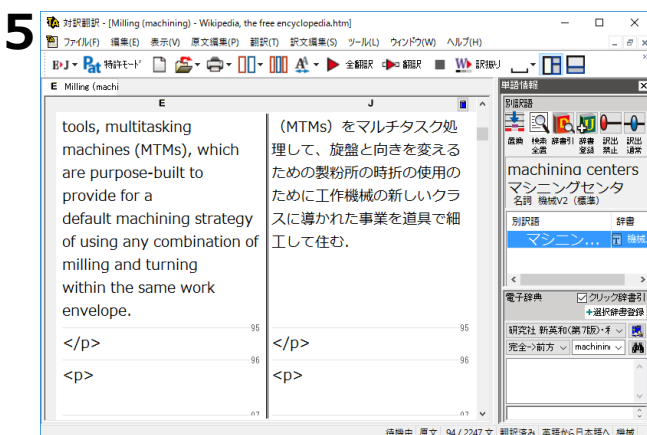 5
対訳翻訳 - [Milling (machining) - Wikipedia, the free encyclopedia.htm]
ファイル(F) 編集(E) 表示(V) 原文編集(P) 翻訳(T) 訳文編集(S) ツール(L) ウィンドウ(W) ヘルプ(H)
E›J Pat 特許モード 全翻訳 翻訳 訳振り
E Milling (machi
E J
tools, multitasking
machines (MTMs), which
are purpose-built to
provide for a
default machining strategy
of using any combination of
milling and turning
within the same work
envelope.
（MTMs）をマルチタスク処
理して、旋盤と向きを変える
ための製粉所の時折の使用の
ために工作機械の新しいクラ
スに導かれた事業を道具で細
工して住む.
95 95
</p> </p>
96 96
<p> <p>
97 97
単語情報
別訳語
置換 検索全置 辞書引 辞書登録 訳出禁止 訳出通常
machining centers
マシニングセンタ
名詞 機械V2（標準）
別訳語 辞書
マシニン... 機械
電子辞典 クリック辞書引
+選択辞書登録
研究社 新英和(第7版)・
完全->前方 machinin
待機中 原文 94 / 2247 文 翻訳済み 英語から日本語へ 機械